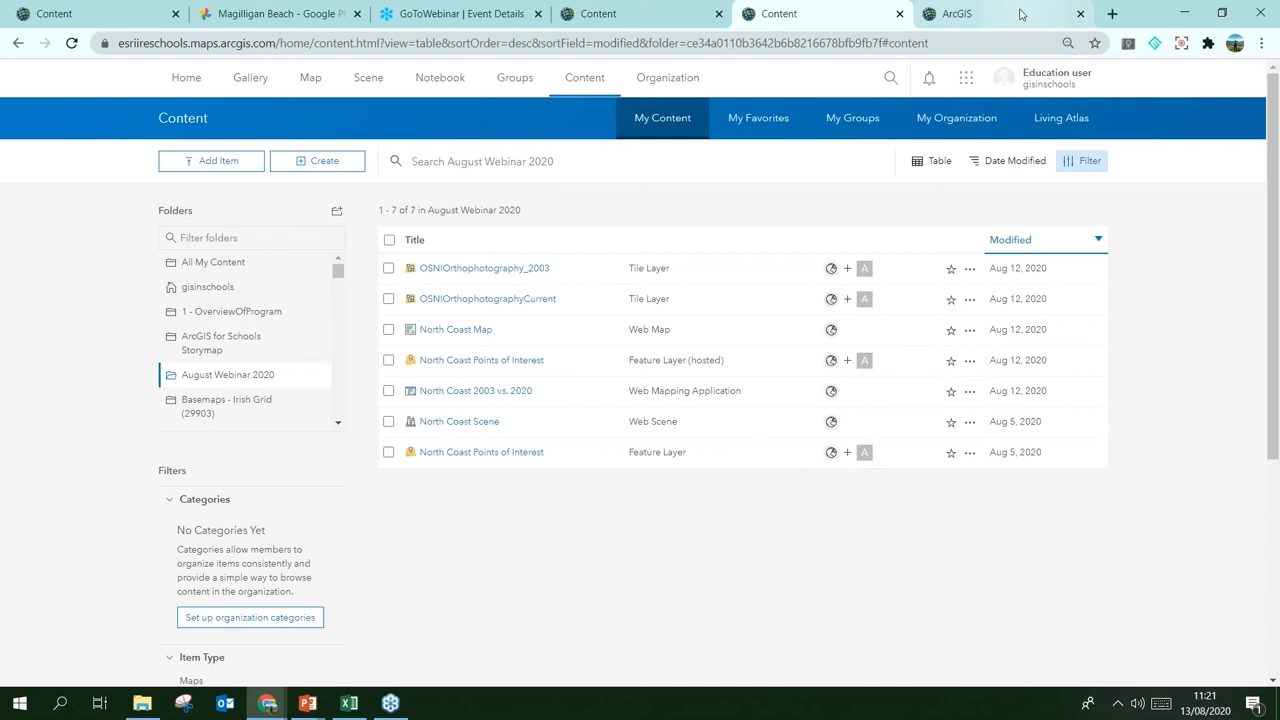 Content
Magilligan Beach - Google P
GoToWebinar | Event Details
Content
Content
ArcGIS
esriireschools.maps.arcgis.com/home/content.html?view=table&sortOrder=desc&sortField=modified&folder=ce34a0110b3642b6b8216678bfb9fb7f#content
Home
Gallery
Map
Scene
Notebook
Groups
Content
Organization
Education user
gisinschools
Content
My Content
My Favorites
My Groups
My Organization
Living Atlas
Add Item
Create
Search August Webinar 2020
Table
Date Modified
Filter
Folders
Filter folders
All My Content
gisinschools
1 - OverviewOfProgram
ArcGIS for Schools
Storymap
August Webinar 2020
Basemaps - Irish Grid
(29903)
Filters
Categories
No Categories Yet
Categories allow members to
organize items consistently and
provide a simple way to browse
content in the organization.
Set up organization categories
Item Type
Maps
1 - 7 of 7 in August Webinar 2020
Title Modified
OSNIOrthophotography_2003 Tile Layer A Aug 12, 2020
OSNIOrthophotographyCurrent Tile Layer A Aug 12, 2020
North Coast Map Web Map Aug 12, 2020
North Coast Points of Interest Feature Layer (hosted) A Aug 12, 2020
North Coast 2003 vs. 2020 Web Mapping Application Aug 12, 2020
North Coast Scene Web Scene Aug 5, 2020
North Coast Points of Interest Feature Layer A Aug 5, 2020
11:21
13/08/2020